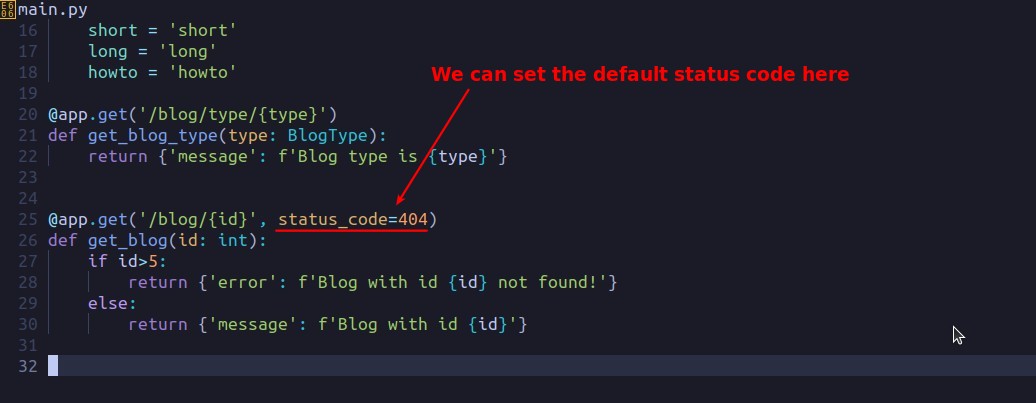 E6
06
main.py
16 short = 'short'
17 long = 'long'
18 howto = 'howto'
We can set the default status code here
19
20 @app.get('/blog/type/{type}')
21 def get_blog_type(type: BlogType):
22 return {'message': f'Blog type is {type}'}
23
24
25 @app.get('/blog/{id}', status_code=404)
26 def get_blog(id: int):
27 if id>5:
28 return {'error': f'Blog with id {id} not found!'}
29 else:
30 return {'message': f'Blog with id {id}'}
31
32